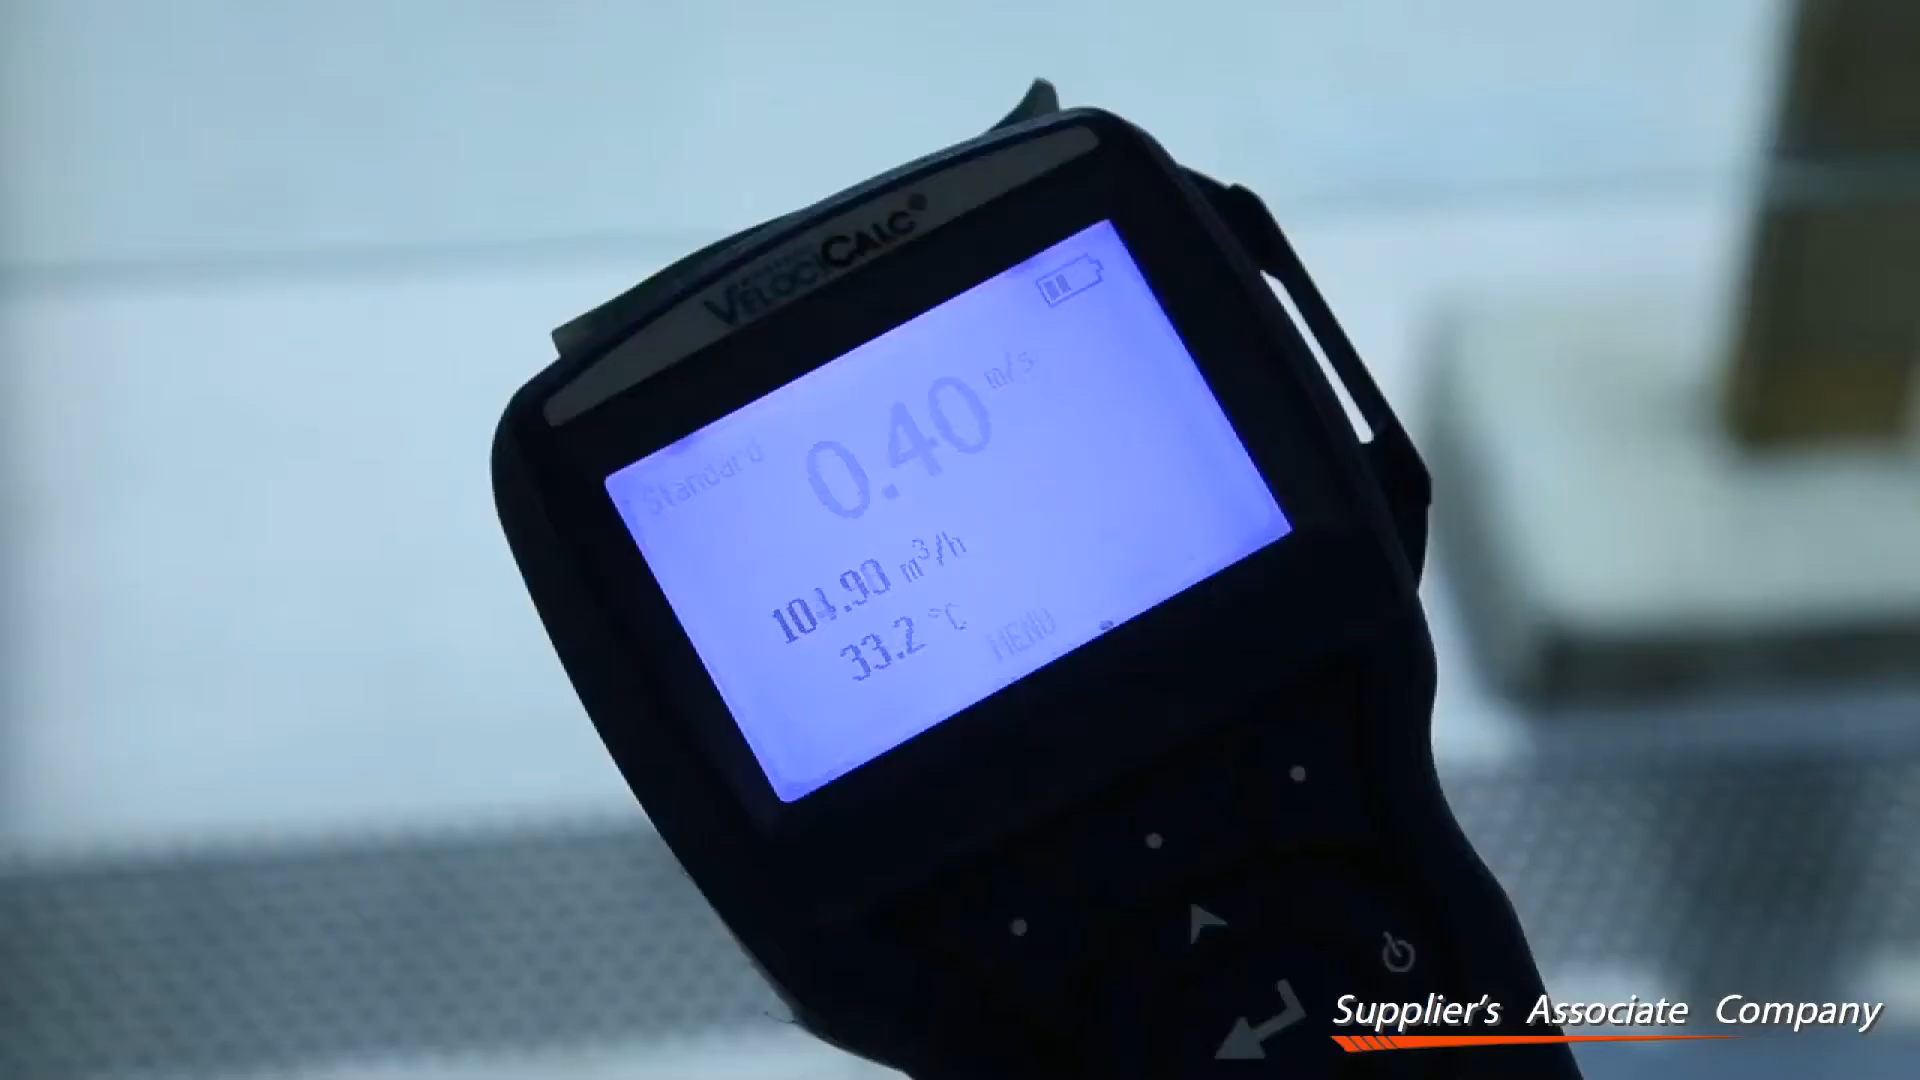 VELOCICALC®
0.40 m/s
Standard
104.90 m³/h
33.2 °C
MENU
Supplier's Associate Company